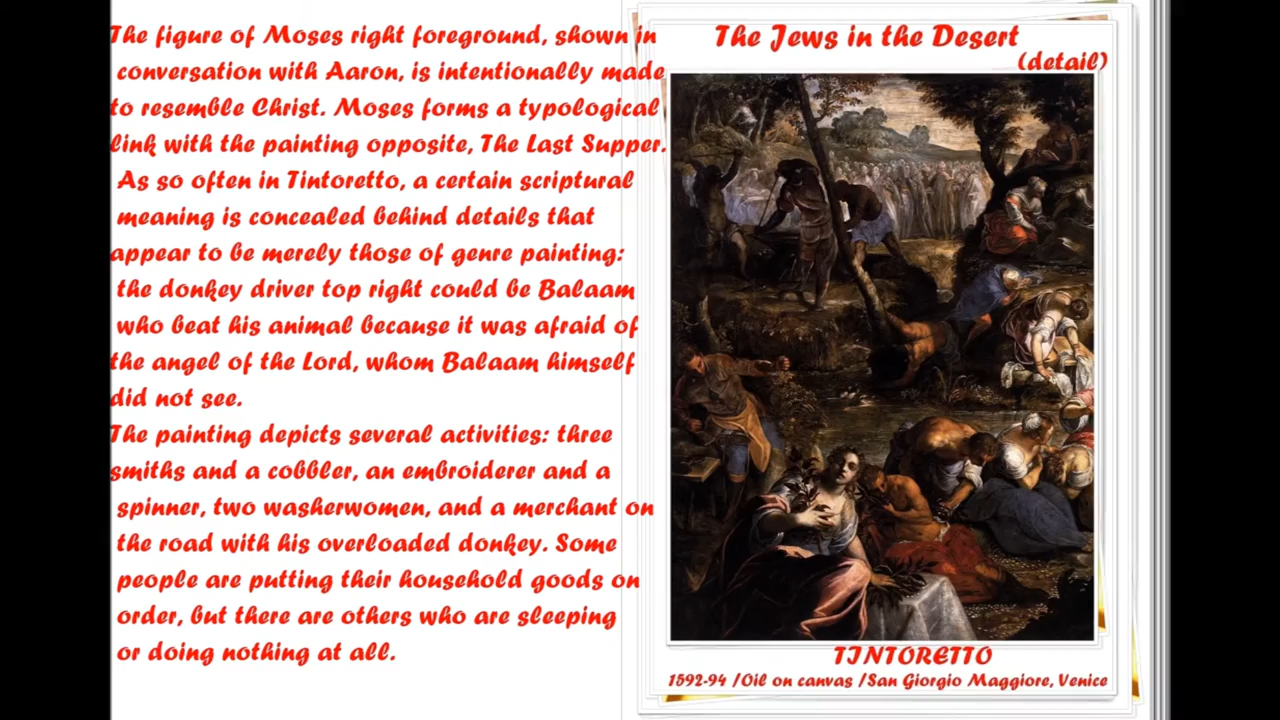 The figure of Moses right foreground, shown in
conversation with Aaron, is intentionally made
to resemble Christ. Moses forms a typological
link with the painting opposite, The Last Supper.
As so often in Tintoretto, a certain scriptural
meaning is concealed behind details that
appear to be merely those of genre painting:
the donkey driver top right could be Balaam
who beat his animal because it was afraid of
the angel of the Lord, whom Balaam himself
did not see.
The painting depicts several activities: three
smiths and a cobbler, an embroiderer and a
spinner, two washerwomen, and a merchant on
the road with his overloaded donkey. Some
people are putting their household goods on
order, but there are others who are sleeping
or doing nothing at all.
The Jews in the Desert
(detail)
TINTORETTO
1592-94 /Oil on canvas /San Giorgio Maggiore, Venice